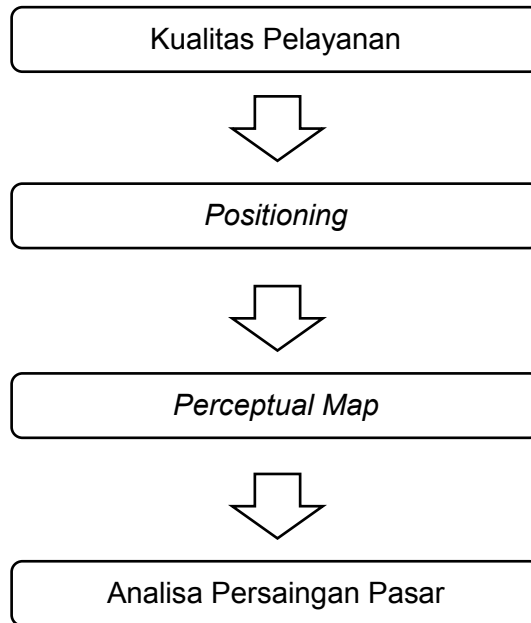 Kualitas Pelayanan
Positioning
Perceptual Map
Analisa Persaingan Pasar